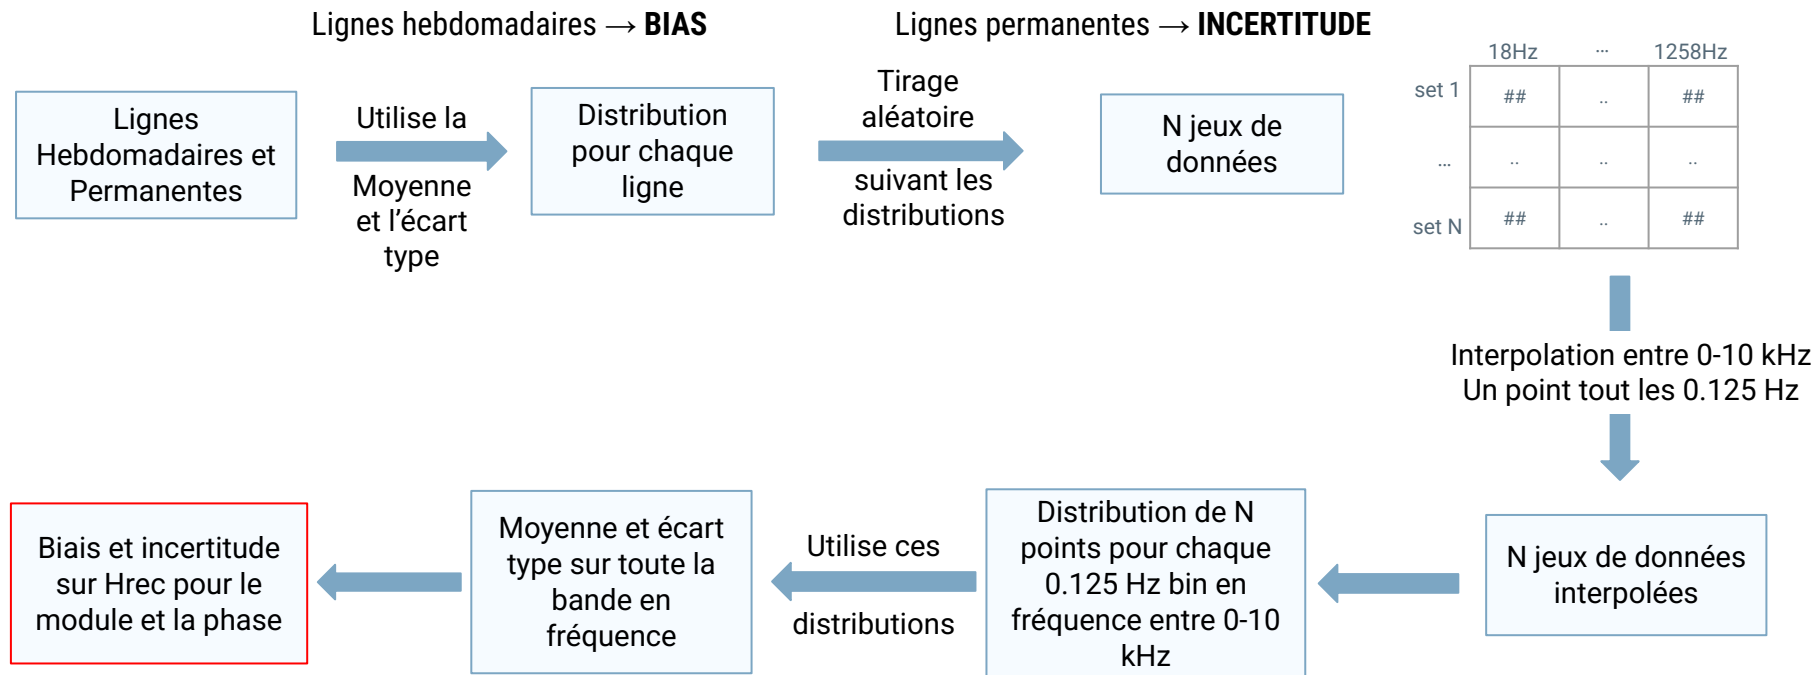 Lignes hebdomadaires → BIAS
Lignes permanentes → INCERTITUDE
Lignes
Hebdomadaires et
Permanentes
Utilise la
Moyenne
et l'écart
type
Distribution
pour chaque
ligne
Tirage
aléatoire
suivant les
distributions
N jeux de
données
18Hz ... 1258Hz
set 1 ## .. ##
... .. .. ..
set N ## .. ##
Interpolation entre 0-10 kHz
Un point tout les 0.125 Hz
N jeux de données
interpolées
Distribution de N
points pour chaque
0.125 Hz bin en
fréquence entre 0-10
kHz
Utilise ces
distributions
Moyenne et écart
type sur toute la
bande en
fréquence
Biais et incertitude
sur Hrec pour le
module et la phase